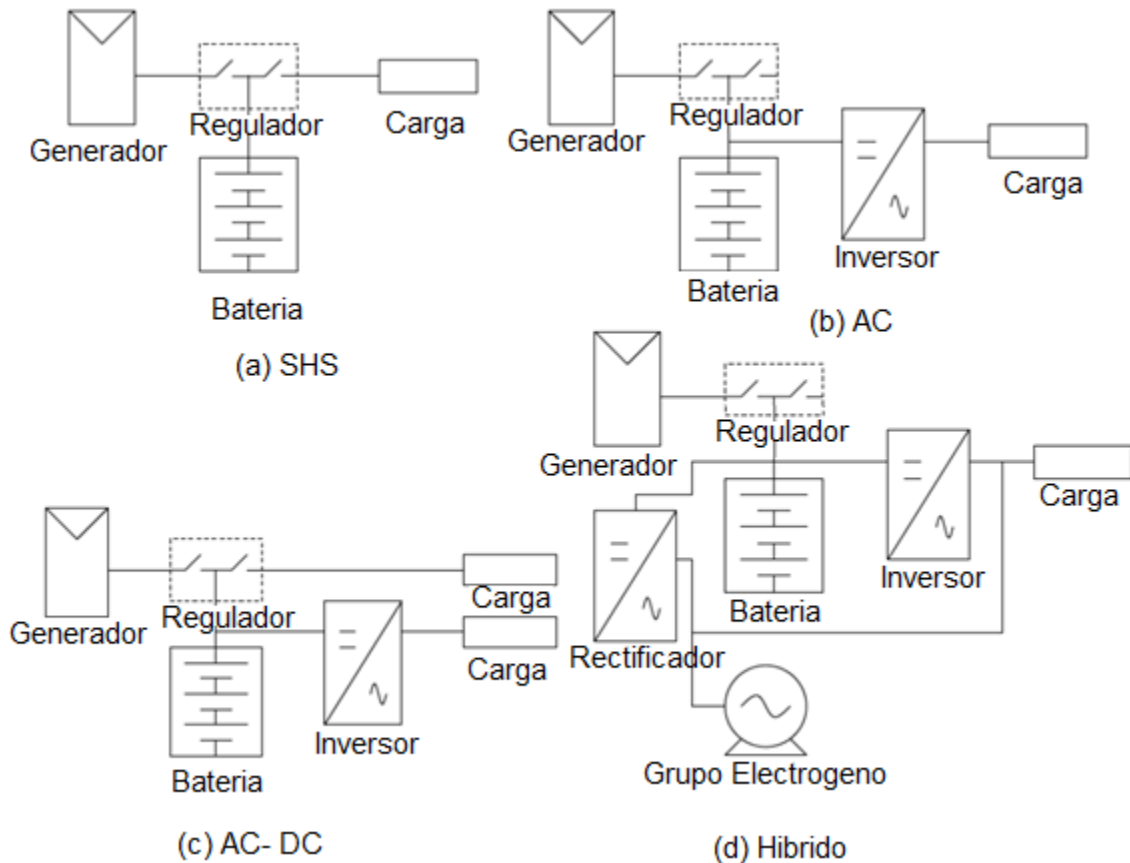 Generador
Regulador
Carga
Bateria
(a) SHS
Generador
Regulador
Carga
Inversor
Bateria
(b) AC
Generador
Regulador
Carga
Carga
Inversor
Bateria
(c) AC- DC
Generador
Regulador
Carga
Inversor
Bateria
Rectificador
Grupo Electrogeno
(d) Hibrido